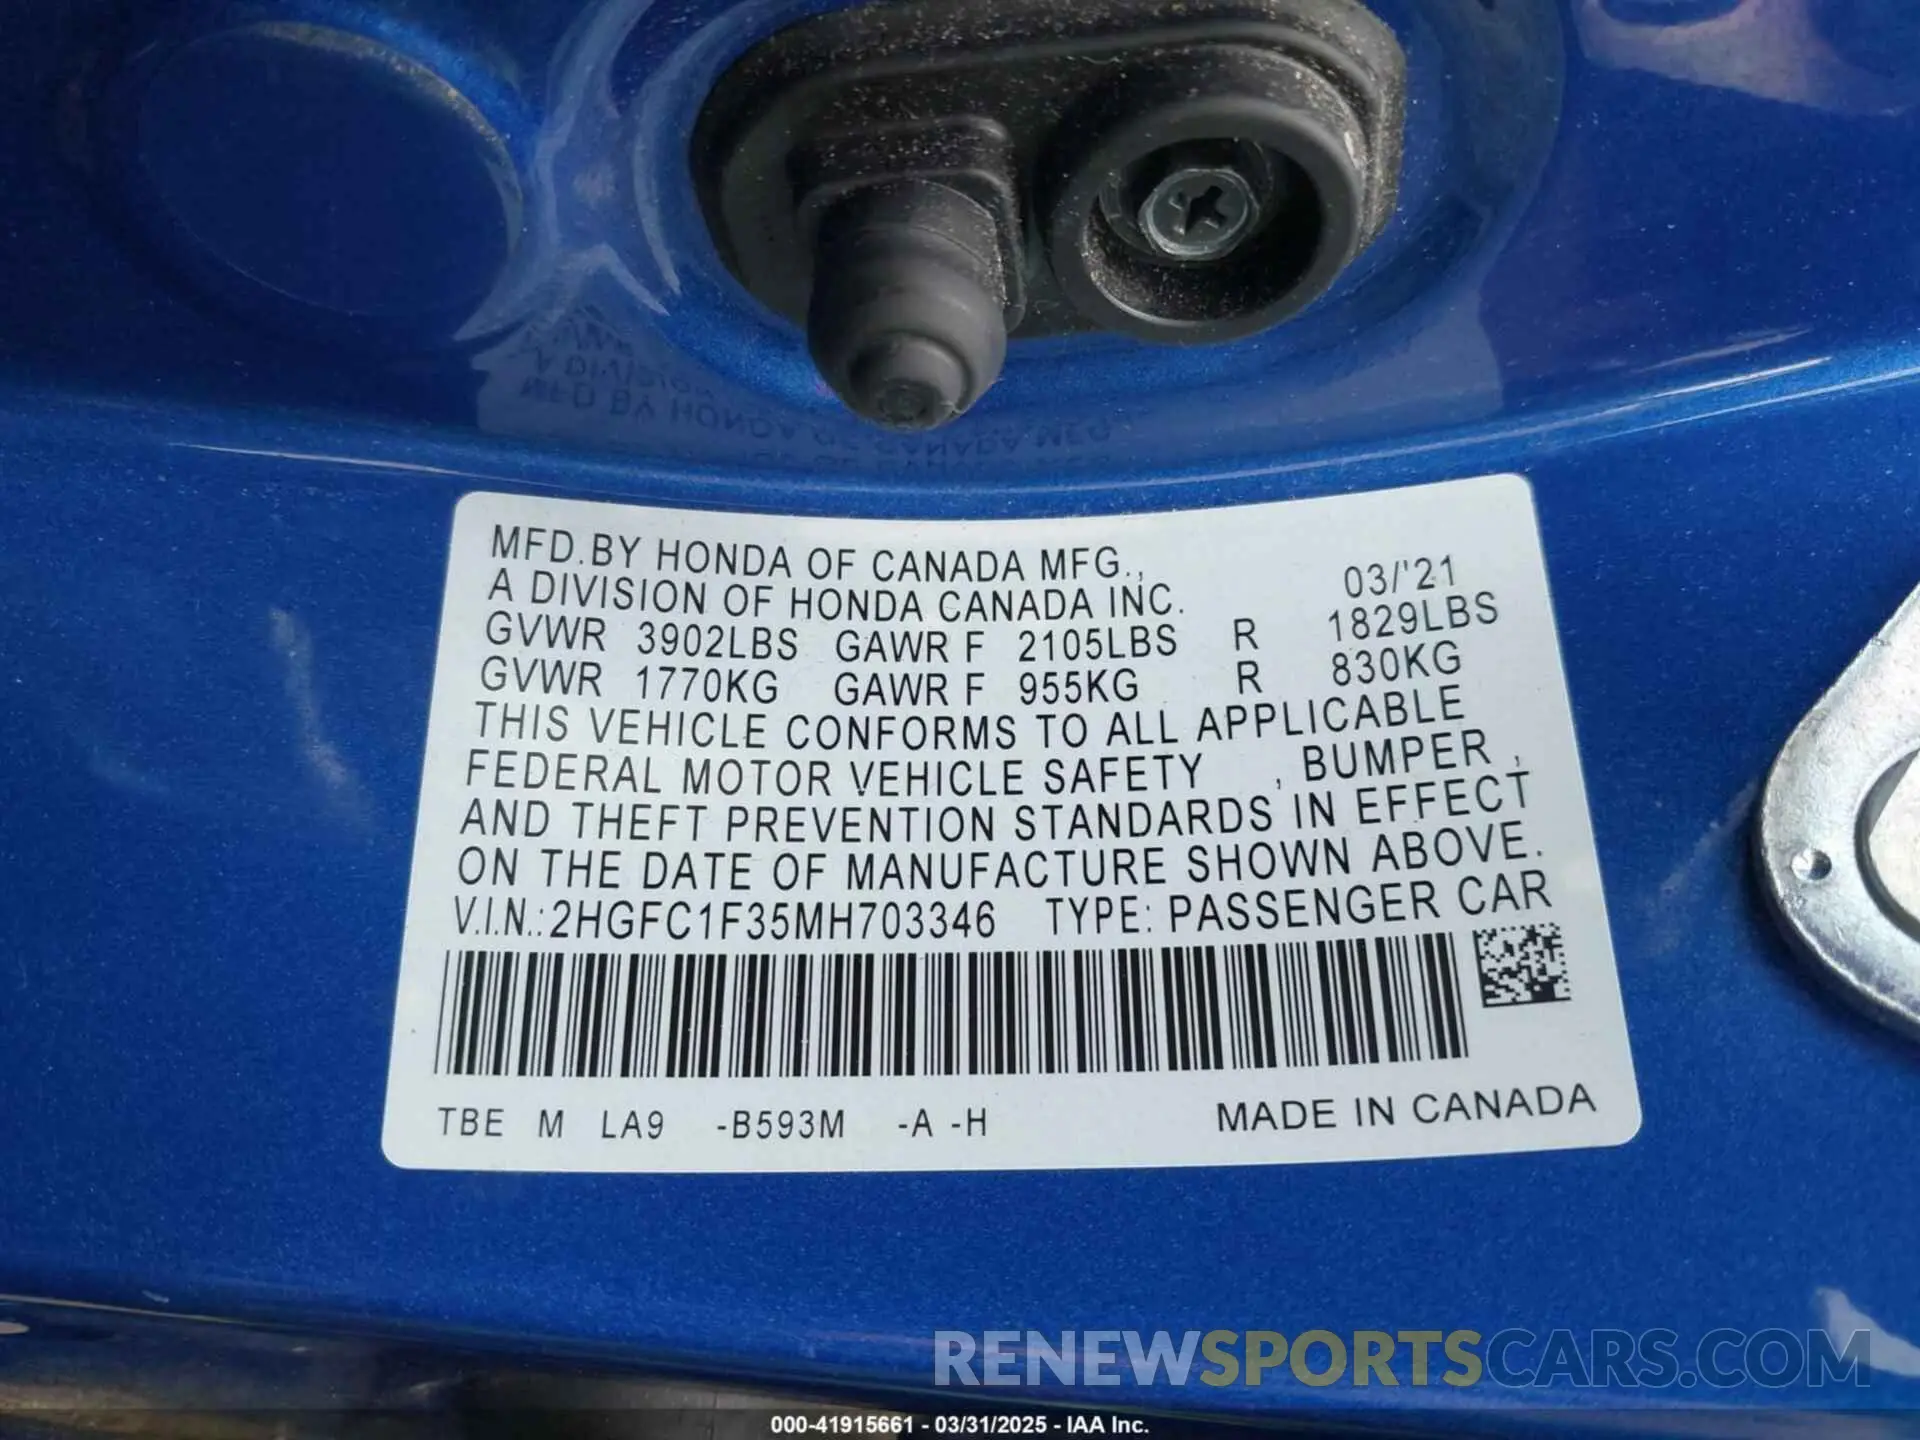 MFD.BY HONDA OF CANADA MFG.,
A DIVISION OF HONDA CANADA INC. 03/'21
GVWR 3902LBS GAWR F 2105LBS R 1829LBS
GVWR 1770KG GAWR F 955KG R 830KG
THIS VEHICLE CONFORMS TO ALL APPLICABLE
FEDERAL MOTOR VEHICLE SAFETY , BUMPER ,
AND THEFT PREVENTION STANDARDS IN EFFECT
ON THE DATE OF MANUFACTURE SHOWN ABOVE.
V.I.N.: 2HGFC1F35MH703346 TYPE: PASSENGER CAR
TBE M LA9 -B593M -A -H MADE IN CANADA
RENEWSPORTSCARS.COM
000-41915661 - 03/31/2025 - IAA Inc.